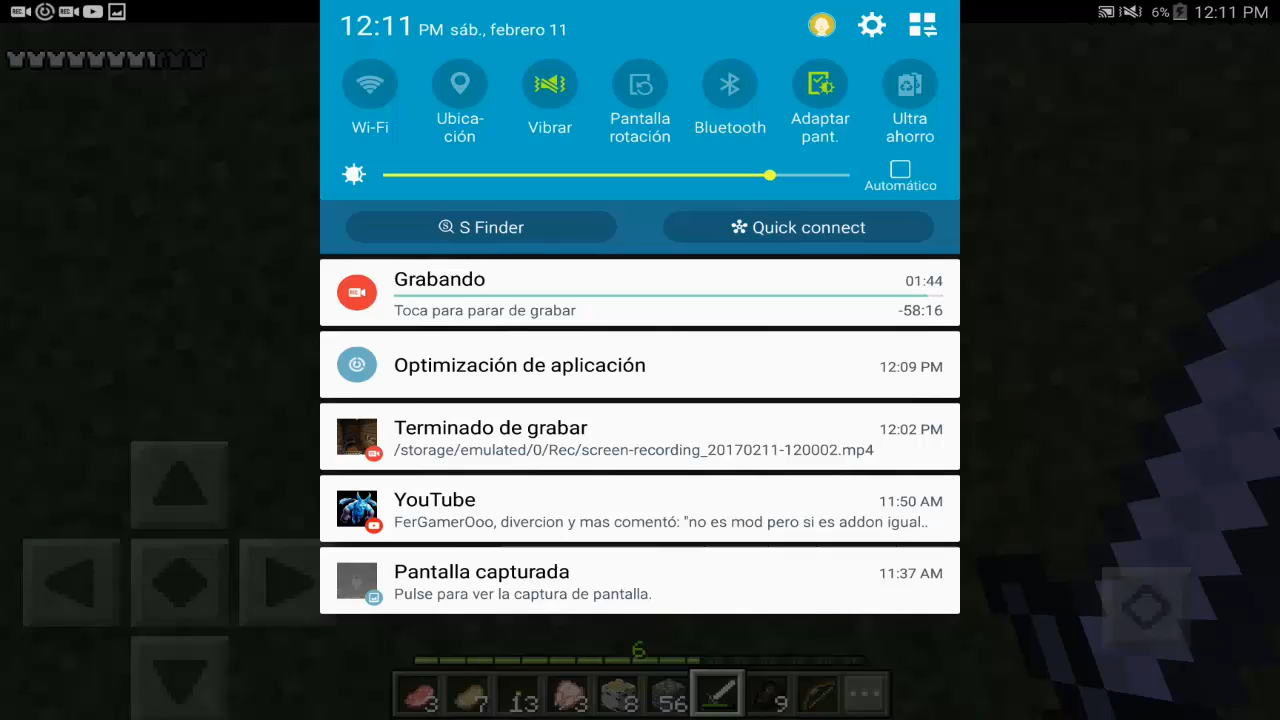 6% 12:11 PM
12:11 PM sáb., febrero 11
Wi-Fi
Ubica-
ción
Vibrar
Pantalla
rotación
Bluetooth
Adaptar
pant.
Ultra
ahorro
Automático
S Finder
Quick connect
Grabando 01:44
REC
Toca para parar de grabar -58:16
Optimización de aplicación 12:09 PM
Terminado de grabar 12:02 PM
/storage/emulated/0/Rec/screen-recording_20170211-120002.mp4
YouTube 11:50 AM
FerGamerOoo, divercion y mas comentó: "no es mod pero si es addon igual..
Pantalla capturada 11:37 AM
Pulse para ver la captura de pantalla.
6
3 7 13 3 8 56 9